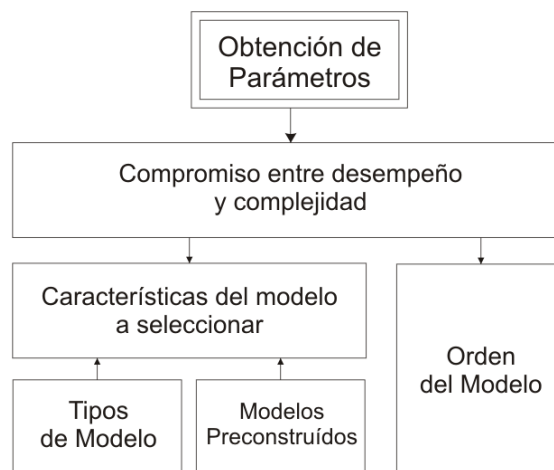 Obtención de
Parámetros
Compromiso entre desempeño
y complejidad
Características del modelo
a seleccionar
Orden
del Modelo
Tipos
de Modelo
Modelos
Preconstruídos